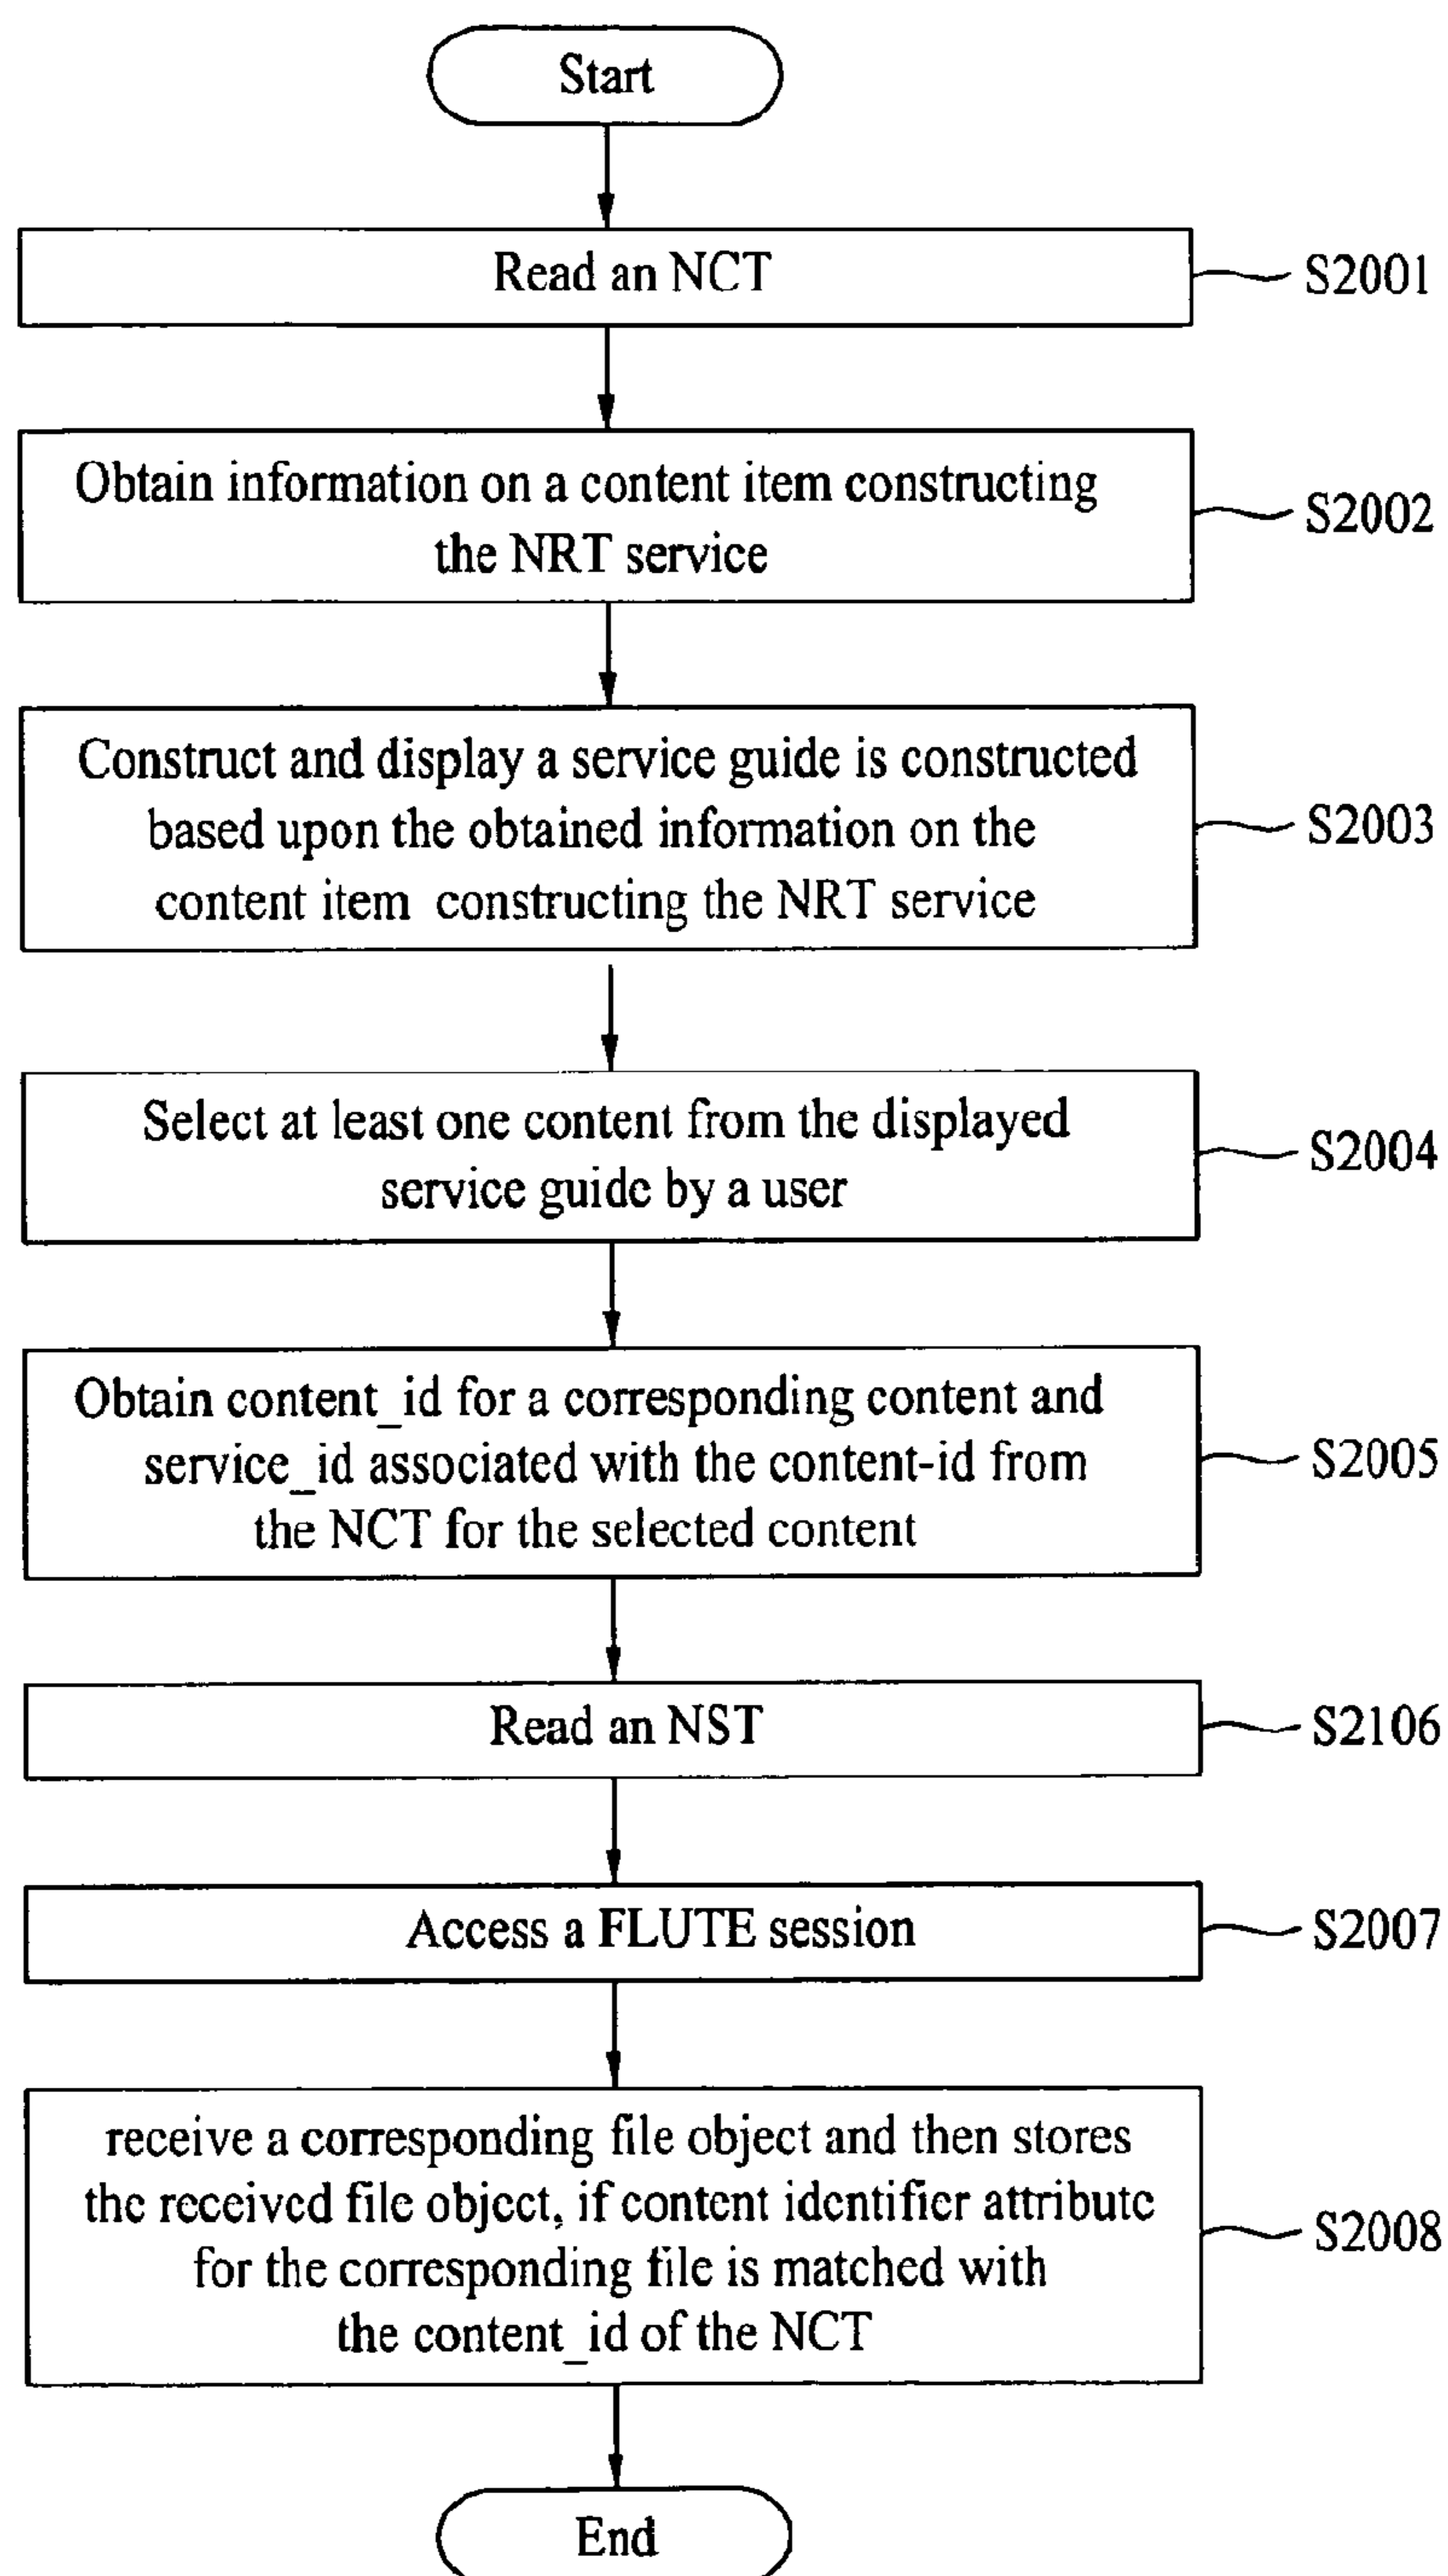 Start
Read an NCT
S2001
Obtain information on a content item constructing
the NRT service
S2002
Construct and display a service guide is constructed
based upon the obtained information on the
content item constructing the NRT service
S2003
Select at least one content from the displayed
service guide by a user
S2004
Obtain content_id for a corresponding content and
service_id associated with the content-id from
the NCT for the selected content
S2005
Read an NST
S2106
Access a FLUTE session
S2007
receive a corresponding file object and then stores
the received file object, if content identifier attribute
for the corresponding file is matched with
the content_id of the NCT
S2008
End